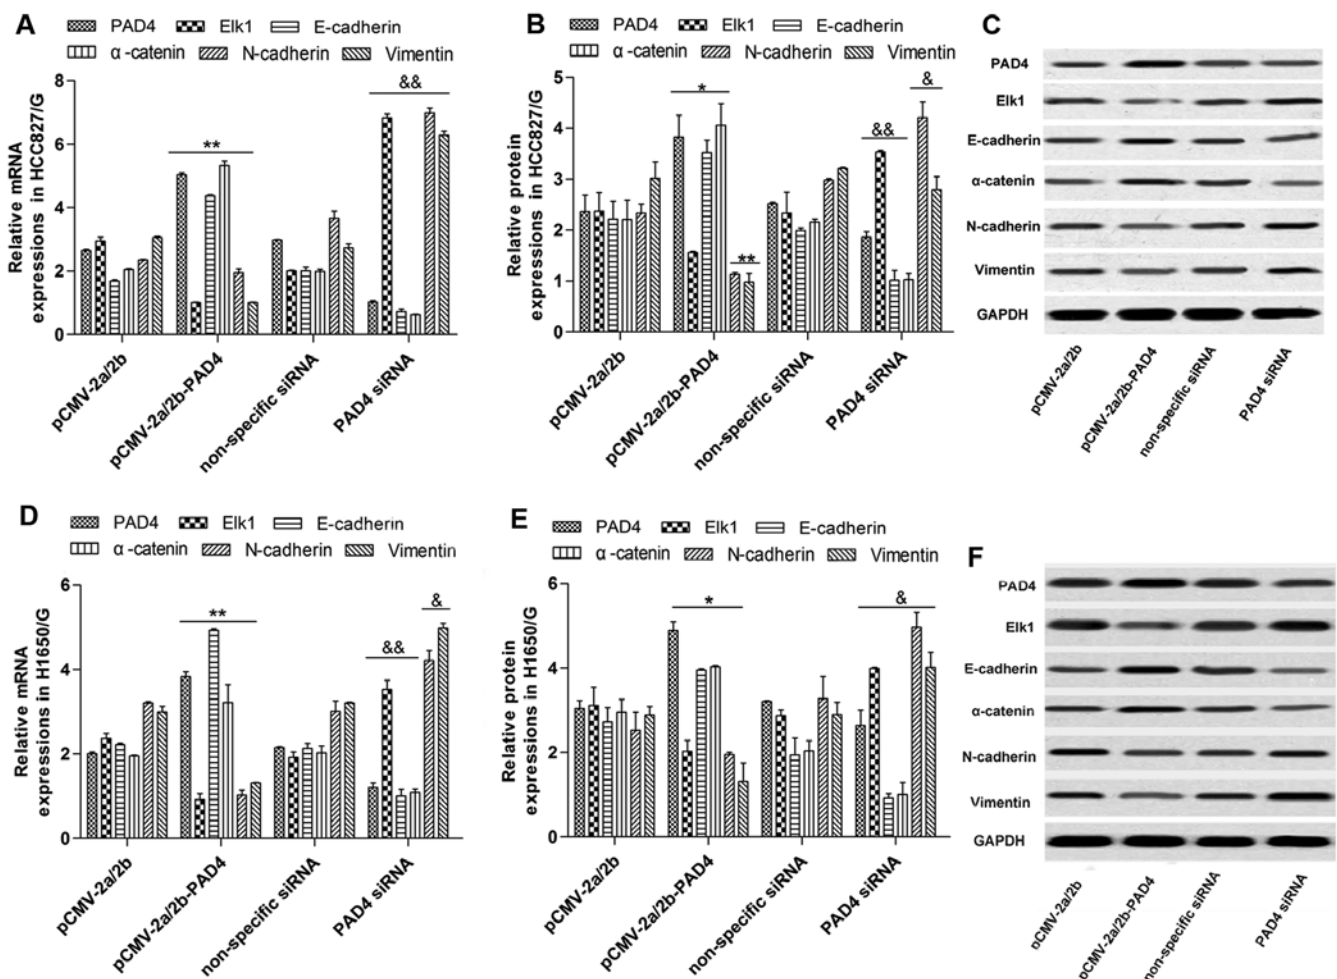 A
PAD4 Elk1 E-cadherin
α-catenin N-cadherin Vimentin
Relative mRNA
expressions in HCC827/G
8
6
4
2
0
**
&&
pCMV-2a/2b
pCMV-2a/2b-PAD4
non-specific siRNA
PAD4 siRNA
B
PAD4 Elk1 E-cadherin
α-catenin N-cadherin Vimentin
Relative protein
expressions in HCC827/G
5
4
3
2
1
0
*
**
&&
&
pCMV-2a/2b
pCMV-2a/2b-PAD4
non-specific siRNA
PAD4 siRNA
C
PAD4
Elk1
E-cadherin
α-catenin
N-cadherin
Vimentin
GAPDH
pCMV-2a/2b
pCMV-2a/2b-PAD4
non-specific siRNA
PAD4 siRNA
D
PAD4 Elk1 E-cadherin
α-catenin N-cadherin Vimentin
Relative mRNA
expressions in H1650/G
6
4
2
0
**
&&
&
pCMV-2a/2b
pCMV-2a/2b-PAD4
non-specific siRNA
PAD4 siRNA
E
PAD4 Elk1 E-cadherin
α-catenin N-cadherin Vimentin
Relative protein
expressions in H1650/G
6
4
2
0
*
&
pCMV-2a/2b
pCMV-2a/2b-PAD4
non-specific siRNA
PAD4 siRNA
F
PAD4
Elk1
E-cadherin
α-catenin
N-cadherin
Vimentin
GAPDH
pCMV-2a/2b
pCMV-2a/2b-PAD4
non-specific siRNA
PAD4 siRNA